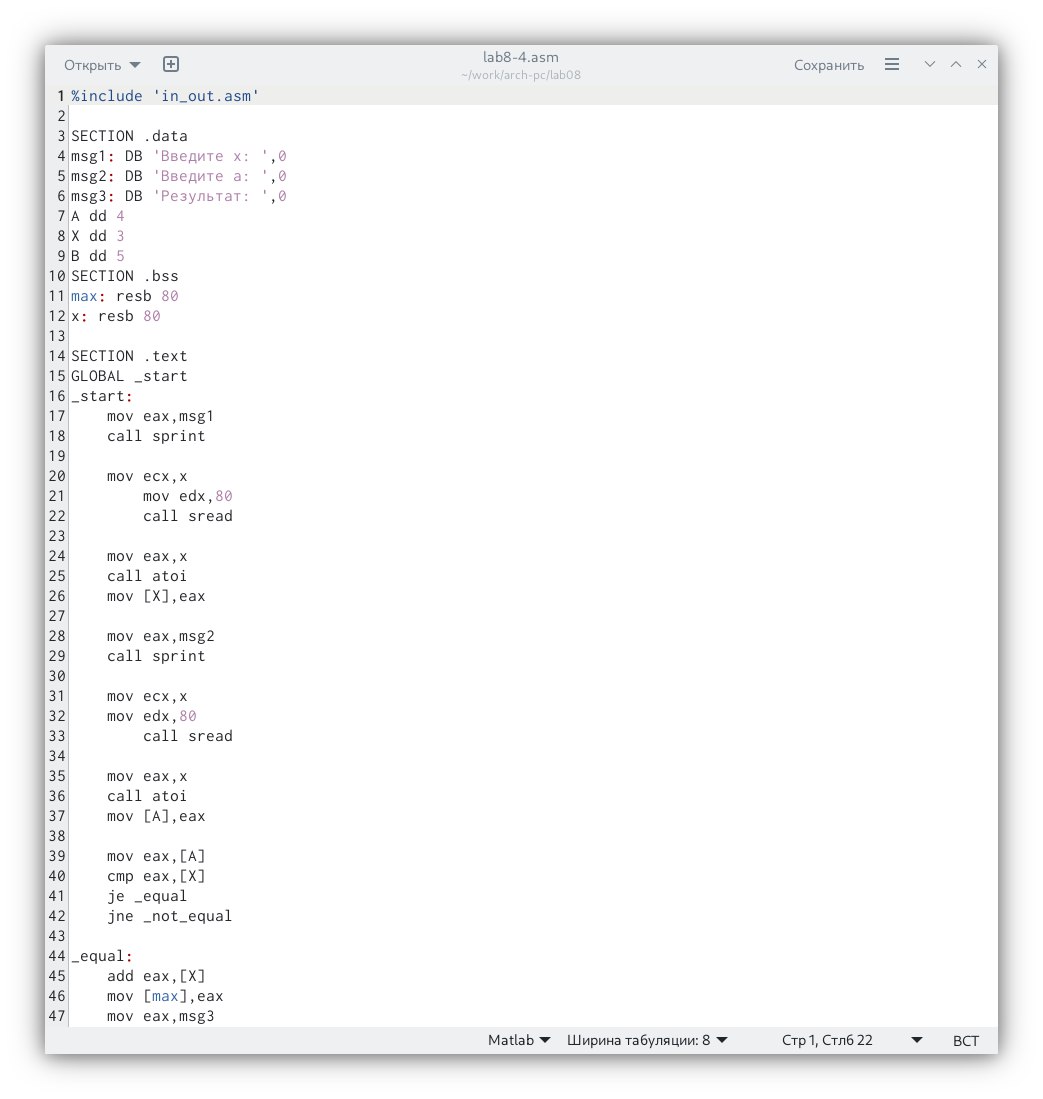 Открыть
lab8-4.asm
~/work/arch-pc/lab08
Сохранить
1 %include 'in_out.asm'
2
3 SECTION .data
4 msg1: DB 'Введите x: ',0
5 msg2: DB 'Введите a: ',0
6 msg3: DB 'Результат: ',0
7 A dd 4
8 X dd 3
9 B dd 5
10 SECTION .bss
11 max: resb 80
12 x: resb 80
13
14 SECTION .text
15 GLOBAL _start
16 _start:
17     mov eax,msg1
18     call sprint
19
20     mov ecx,x
21         mov edx,80
22         call sread
23
24     mov eax,x
25     call atoi
26     mov [X],eax
27
28     mov eax,msg2
29     call sprint
30
31     mov ecx,x
32     mov edx,80
33         call sread
34
35     mov eax,x
36     call atoi
37     mov [A],eax
38
39     mov eax,[A]
40     cmp eax,[X]
41     je _equal
42     jne _not_equal
43
44 _equal:
45     add eax,[X]
46     mov [max],eax
47     mov eax,msg3
Matlab Ширина табуляции: 8 Стр 1, Стлб 22 ВСТ